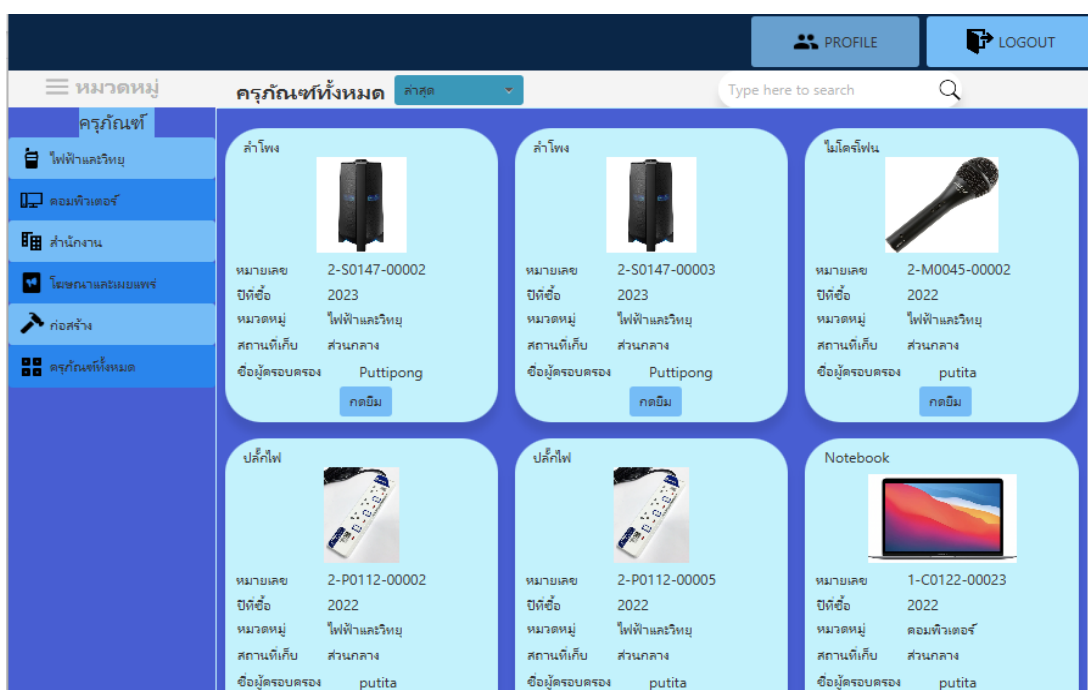 PROFILE LOGOUT
หมวดหมู่ ครุภัณฑ์ทั้งหมด ล่าสุด Type here to search
ครุภัณฑ์
ไฟฟ้าและวิทยุ
คอมพิวเตอร์
สำนักงาน
โฆษณาและเผยแพร่
ก่อสร้าง
ครุภัณฑ์ทั้งหมด
ลำโพง ลำโพง ไมโครโฟน
หมายเลข 2-S0147-00002 หมายเลข 2-S0147-00003 หมายเลข 2-M0045-00002
ปีที่ซื้อ 2023 ปีที่ซื้อ 2023 ปีที่ซื้อ 2022
หมวดหมู่ ไฟฟ้าและวิทยุ หมวดหมู่ ไฟฟ้าและวิทยุ หมวดหมู่ ไฟฟ้าและวิทยุ
สถานที่เก็บ ส่วนกลาง สถานที่เก็บ ส่วนกลาง สถานที่เก็บ ส่วนกลาง
ชื่อผู้ครอบครอง Puttipong ชื่อผู้ครอบครอง Puttipong ชื่อผู้ครอบครอง putita
กดยืม กดยืม กดยืม
ปลั๊กไฟ ปลั๊กไฟ Notebook
หมายเลข 2-P0112-00002 หมายเลข 2-P0112-00005 หมายเลข 1-C0122-00023
ปีที่ซื้อ 2022 ปีที่ซื้อ 2022 ปีที่ซื้อ 2022
หมวดหมู่ ไฟฟ้าและวิทยุ หมวดหมู่ ไฟฟ้าและวิทยุ หมวดหมู่ คอมพิวเตอร์
สถานที่เก็บ ส่วนกลาง สถานที่เก็บ ส่วนกลาง สถานที่เก็บ ส่วนกลาง
ชื่อผู้ครอบครอง putita ชื่อผู้ครอบครอง putita ชื่อผู้ครอบครอง putita